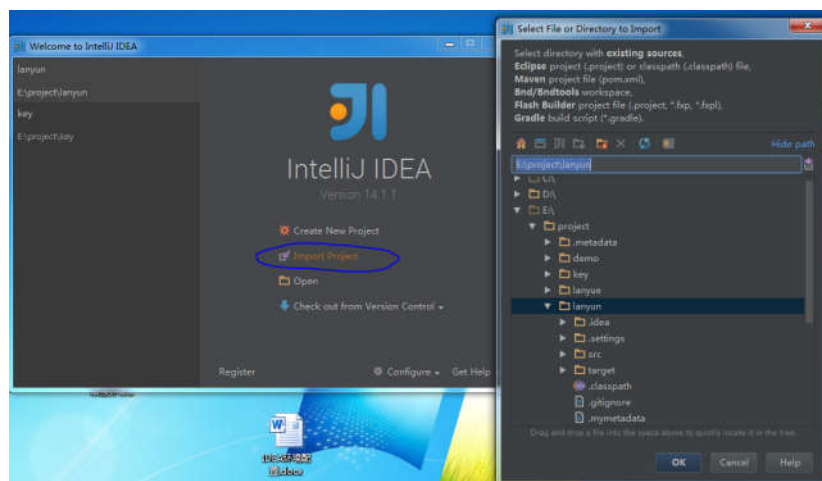 Welcome to IntelliJ IDEA
lanyun
E:\project\lanyun
key
E:\project\key
IntelliJ IDEA
Version 14.1.1
Create New Project
Import Project
Open
Check out from Version Control
Register
Configure
Get Help
Select File or Directory to Import
Select directory with existing sources,
Eclipse project (.project) or classpath (.classpath) file,
Maven project file (pom.xml),
Bnd/Bndtools workspace,
Flash Builder project file (.project, *.fxp, *.fxpl),
Gradle build script (*.gradle).
Hide path
E:\project\lanyun
C:\
D:\
E:\
project
.metadata
demo
key
lanyue
lanyun
.idea
.settings
src
target
.classpath
.gitignore
.mymetadata
Drag and drop a file into the space above to quickly locate it in the tree.
OK
Cancel
Help